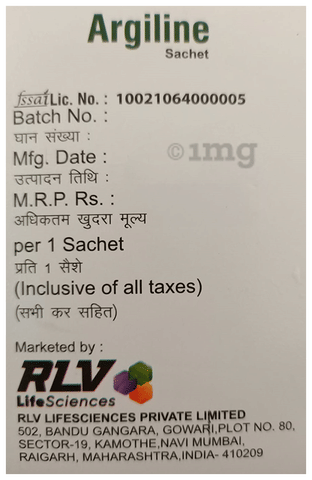 Argiline
Sachet
fssai Lic. No. : 10021064000005
Batch No. :
घान संख्या :
Mfg. Date :
उत्पादन तिथि :
M.R.P. Rs. :
अधिकतम खुदरा मूल्य
per 1 Sachet
प्रति 1 सैशे
(Inclusive of all taxes)
(सभी कर सहित)
©1mg
Marketed by :
RLV
LifeSciences
RLV LIFESCIENCES PRIVATE LIMITED
502, BANDU GANGARA, GOWARI,PLOT NO. 80,
SECTOR-19, KAMOTHE,NAVI MUMBAI,
RAIGARH, MAHARASHTRA,INDIA- 410209